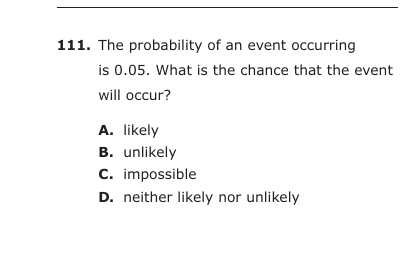 111. The probability of an event occurring
is 0.05. What is the chance that the event
will occur?
A. likely
B. unlikely
C. impossible
D. neither likely nor unlikely